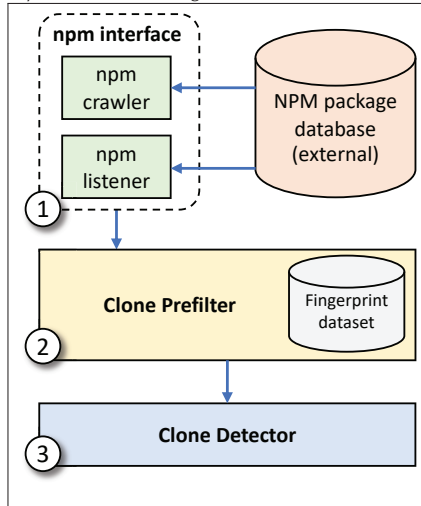 npm interface
npm
crawler
npm
listener
1
NPM package
database
(external)
Clone Prefilter
Fingerprint
dataset
2
Clone Detector
3